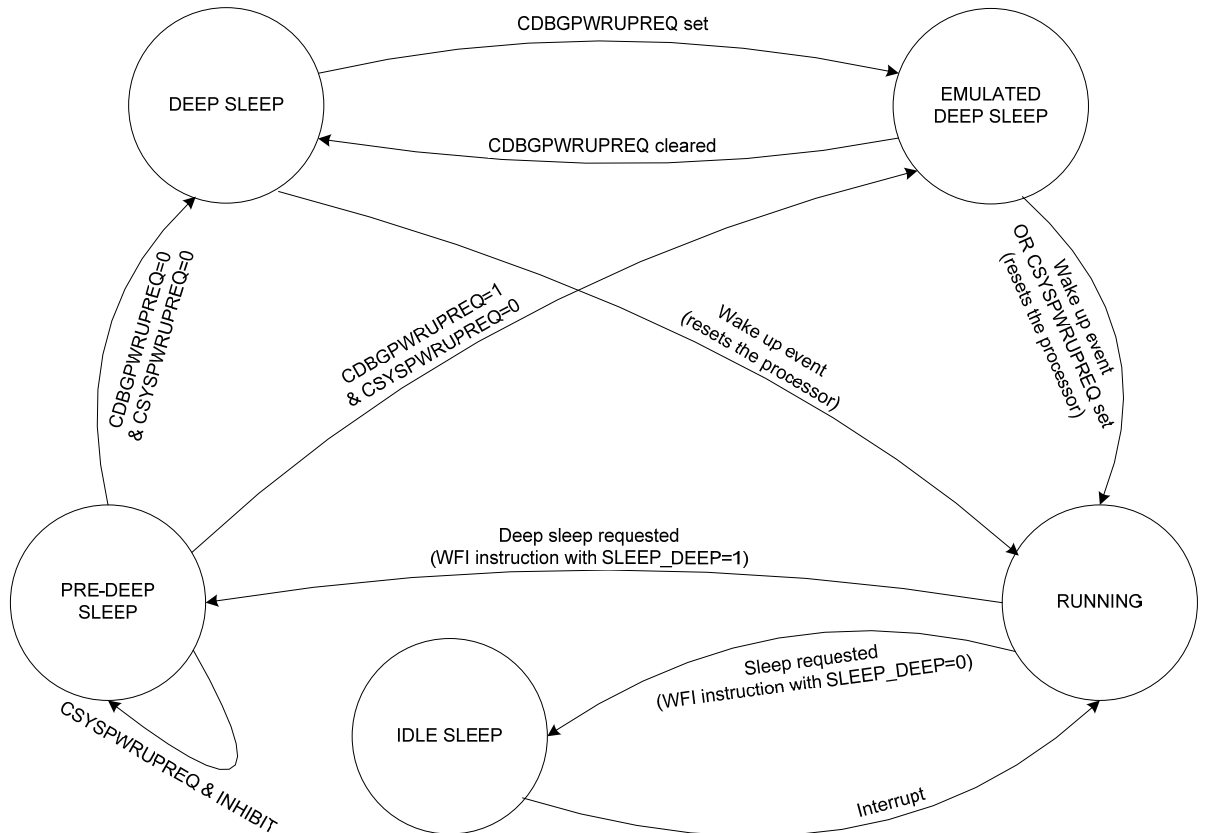 CDBGPWRUPREQ set
DEEP SLEEP
EMULATED
DEEP SLEEP
CDBGPWRUPREQ cleared
CDBGPWRUPREQ=0
& CSYSPWRUPREQ=0
CDBGPWRUPREQ=1
& CSYSPWRUPREQ=0
Wake up event
(resets the processor)
Wake up event
OR CSYSPWRUPREQ set
(resets the processor)
Deep sleep requested
(WFI instruction with SLEEP_DEEP=1)
PRE-DEEP
SLEEP
RUNNING
Sleep requested
(WFI instruction with SLEEP_DEEP=0)
CSYSPWRUPREQ & INHIBIT
IDLE SLEEP
Interrupt